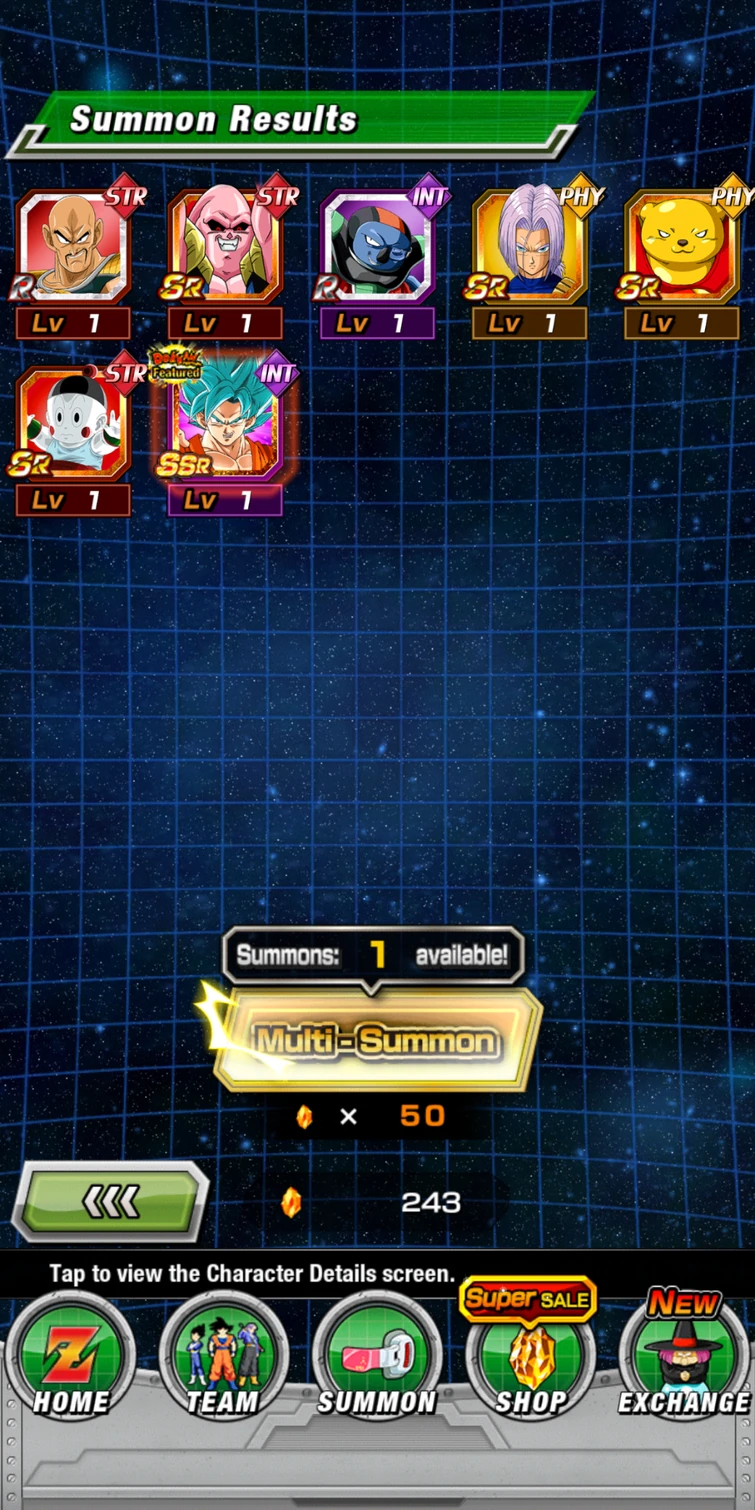 Summon Results
STR STR INT PHY PHY
R SR R SR SR
Lv 1 Lv 1 Lv 1 Lv 1 Lv 1
STR Dokkan Featured INT
SR SSR
Lv 1 Lv 1
Summons: 1 available!
Multi-Summon
× 50
243
Tap to view the Character Details screen.
Super SALE NEW
Z
HOME TEAM SUMMON SHOP EXCHANGE